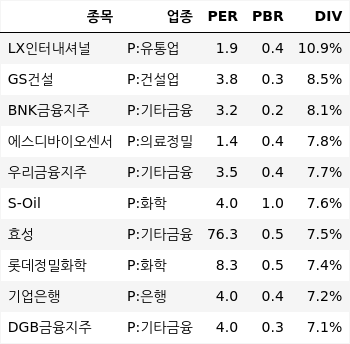 종목 업종 PER PBR DIV
LX인터내셔널 P:유통업 1.9 0.4 10.9%
GS건설 P:건설업 3.8 0.3 8.5%
BNK금융지주 P:기타금융 3.2 0.2 8.1%
에스디바이오센서 P:의료정밀 1.4 0.4 7.8%
우리금융지주 P:기타금융 3.5 0.4 7.7%
S-Oil P:화학 4.0 1.0 7.6%
효성 P:기타금융 76.3 0.5 7.5%
롯데정밀화학 P:화학 8.3 0.5 7.4%
기업은행 P:은행 4.0 0.4 7.2%
DGB금융지주 P:기타금융 4.0 0.3 7.1%